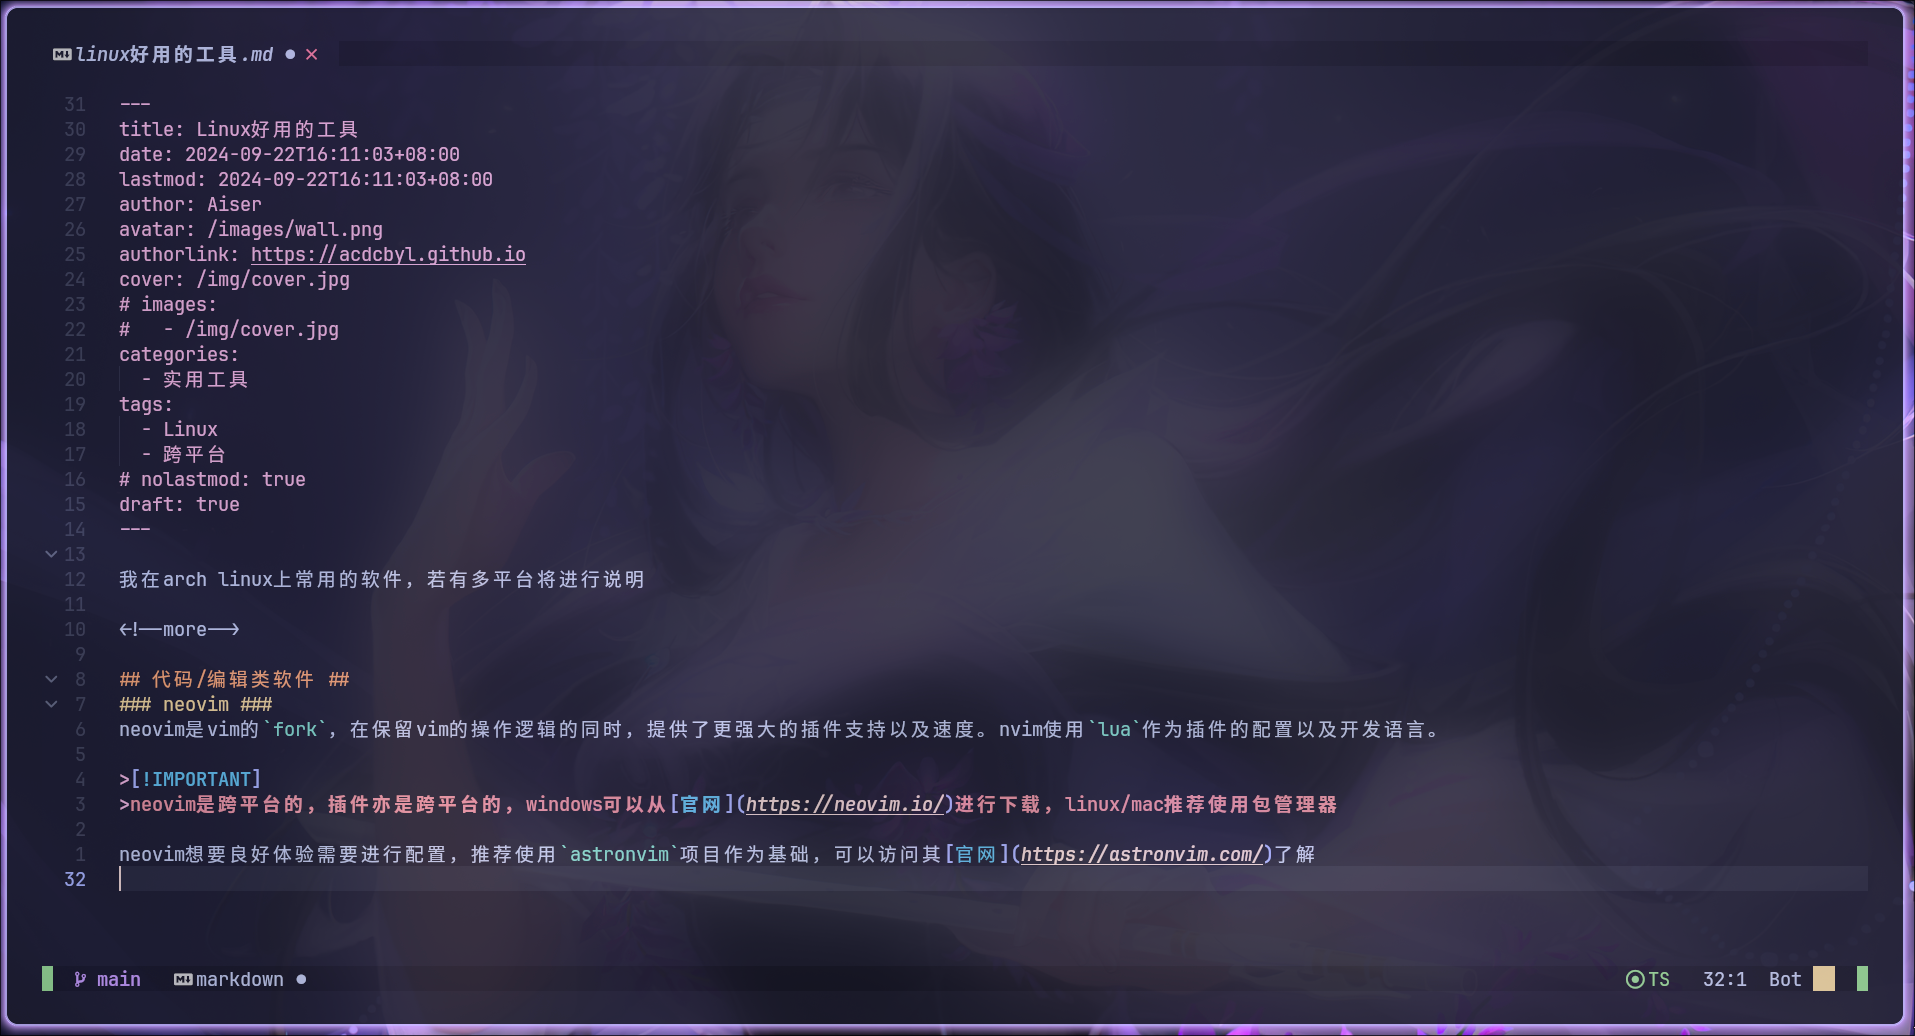 linux好用的工具.md ● ×
31 ---
30 title: Linux好用的工具
29 date: 2024-09-22T16:11:03+08:00
28 lastmod: 2024-09-22T16:11:03+08:00
27 author: Aiser
26 avatar: /images/wall.png
25 authorlink: https://acdcbyl.github.io
24 cover: /img/cover.jpg
23 # images:
22 #   - /img/cover.jpg
21 categories:
20   - 实用工具
19 tags:
18   - Linux
17   - 跨平台
16 # nolastmod: true
15 draft: true
14 ---
13
12 我在arch linux上常用的软件，若有多平台将进行说明
11
10 <!--more-->
9
8 ## 代码/编辑类软件 ##
7 ### neovim ###
6 neovim是vim的`fork`，在保留vim的操作逻辑的同时，提供了更强大的插件支持以及速度。nvim使用`lua`作为插件的配置以及开发语言。
5
4 >[!IMPORTANT]
3 >neovim是跨平台的，插件亦是跨平台的，windows可以从[官网](https://neovim.io/)进行下载，linux/mac推荐使用包管理器
2
1 neovim想要良好体验需要进行配置，推荐使用`astronvim`项目作为基础，可以访问其[官网](https://astronvim.com/)了解
32
main markdown ● TS 32:1 Bot